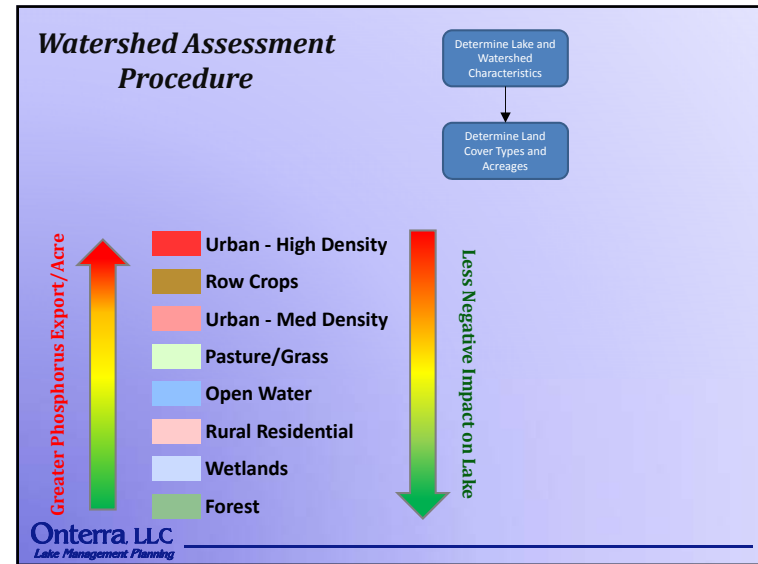 Watershed Assessment
Procedure
Determine Lake and
Watershed
Characteristics
Determine Land
Cover Types and
Acreages
Greater Phosphorus Export/Acre
Urban - High Density
Row Crops
Urban - Med Density
Pasture/Grass
Open Water
Rural Residential
Wetlands
Forest
Less Negative Impact on Lake
Onterra, LLC
Lake Management Planning